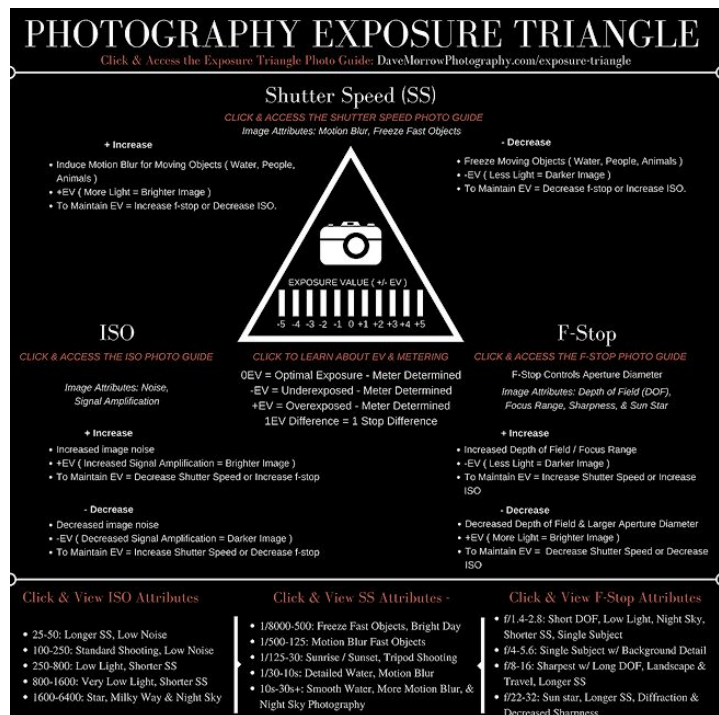 PHOTOGRAPHY EXPOSURE TRIANGLE
Click & Access the Exposure Triangle Photo Guide: DaveMorrowPhotography.com/exposure-triangle
Shutter Speed (SS)
CLICK & ACCESS THE SHUTTER SPEED PHOTO GUIDE
Image Attributes: Motion Blur, Freeze Fast Objects
+ Increase
• Induce Motion Blur for Moving Objects ( Water, People,
Animals )
• +EV ( More Light = Brighter Image )
• To Maintain EV = Increase f-stop or Decrease ISO.
- Decrease
• Freeze Moving Objects ( Water, People, Animals )
• -EV ( Less Light = Darker Image )
• To Maintain EV = Decrease f-stop or Increase ISO.
EXPOSURE VALUE ( +/- EV )
-5 -4 -3 -2 -1 0 +1 +2 +3 +4 +5
ISO
CLICK & ACCESS THE ISO PHOTO GUIDE
Image Attributes: Noise,
Signal Amplification
+ Increase
• Increased image noise
• +EV ( Increased Signal Amplification = Brighter Image )
• To Maintain EV = Decrease Shutter Speed or Increase f-stop
- Decrease
• Decreased image noise
• -EV ( Decreased Signal Amplification = Darker Image )
• To Maintain EV = Increase Shutter Speed or Decrease f-stop
CLICK TO LEARN ABOUT EV & METERING
0EV = Optimal Exposure - Meter Determined
-EV = Underexposed - Meter Determined
+EV = Overexposed - Meter Determined
1EV Difference = 1 Stop Difference
F-Stop
CLICK & ACCESS THE F-STOP PHOTO GUIDE
F-Stop Controls Aperture Diameter
Image Attributes: Depth of Field (DOF),
Focus Range, Sharpness, & Sun Star
+ Increase
• Increased Depth of Field / Focus Range
• -EV ( Less Light = Darker Image )
• To Maintain EV = Increase Shutter Speed or Increase
ISO
- Decrease
• Decreased Depth of Field & Larger Aperture Diameter
• +EV ( More Light = Brighter Image )
• To Maintain EV = Decrease Shutter Speed or Decrease
ISO
Click & View ISO Attributes
• 25-50: Longer SS, Low Noise
• 100-250: Standard Shooting, Low Noise
• 250-800: Low Light, Shorter SS
• 800-1600: Very Low Light, Shorter SS
• 1600-6400: Star, Milky Way & Night Sky
Click & View SS Attributes -
• 1/8000-500: Freeze Fast Objects, Bright Day
• 1/500-125: Motion Blur Fast Objects
• 1/125-30: Sunrise / Sunset, Tripod Shooting
• 1/30-10s: Detailed Water, Motion Blur
• 10s-30s+: Smooth Water, More Motion Blur, &
Night Sky Photography
Click & View F-Stop Attributes
• f/1.4-2.8: Short DOF, Low Light, Night Sky,
Shorter SS, Single Subject
• f/4-5.6: Single Subject w/ Background Detail
• f/8-16: Sharpest w/ Long DOF, Landscape &
Travel, Longer SS
• f/22-32: Sun star, Longer SS, Diffraction &
Decreased Sharpness